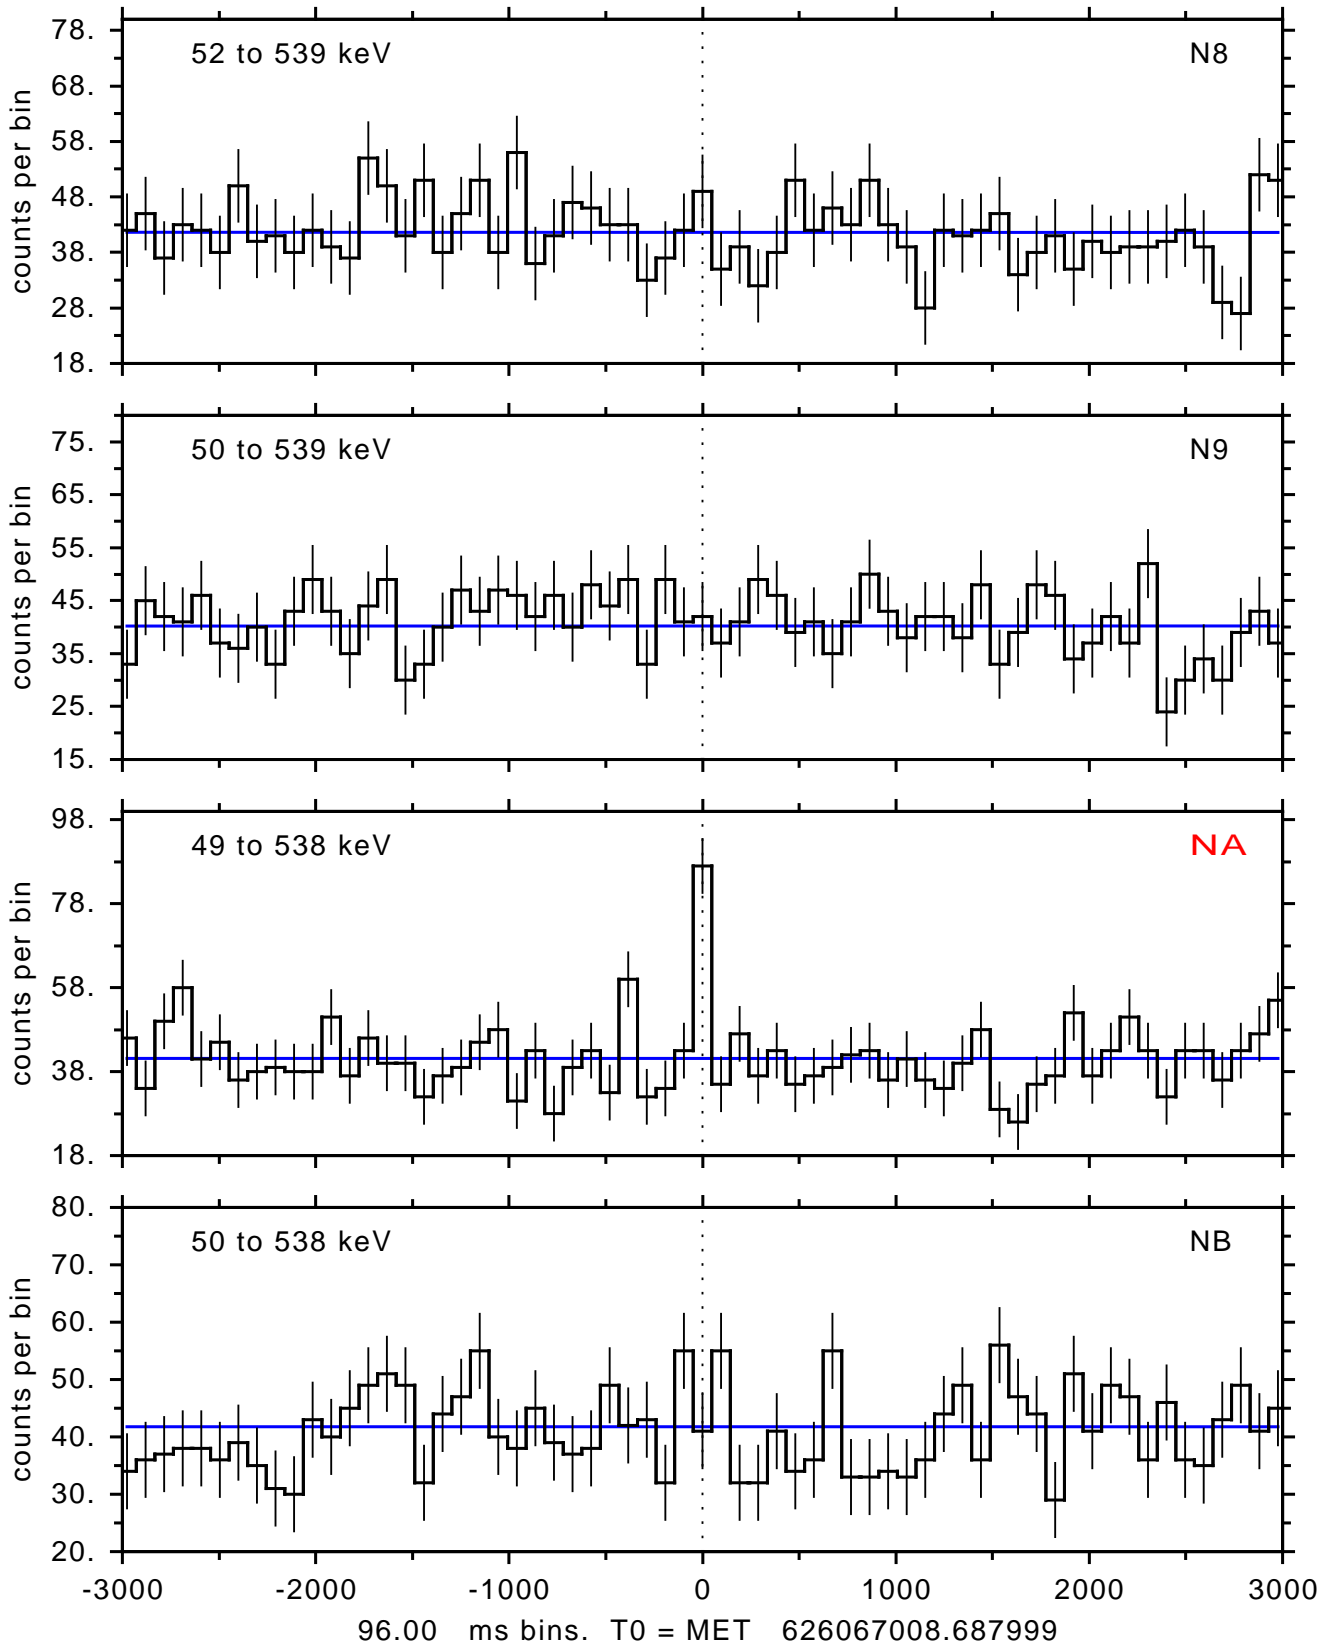 78.
52 to 539 keV N8
68.
58.
48.
38.
28.
18.
counts per bin
75.
50 to 539 keV N9
65.
55.
45.
35.
25.
15.
counts per bin
98.
49 to 538 keV NA
78.
58.
38.
18.
counts per bin
80.
50 to 538 keV NB
70.
60.
50.
40.
30.
20.
counts per bin
-3000 -2000 -1000 0 1000 2000 3000
96.00 ms bins. T0 = MET 626067008.687999